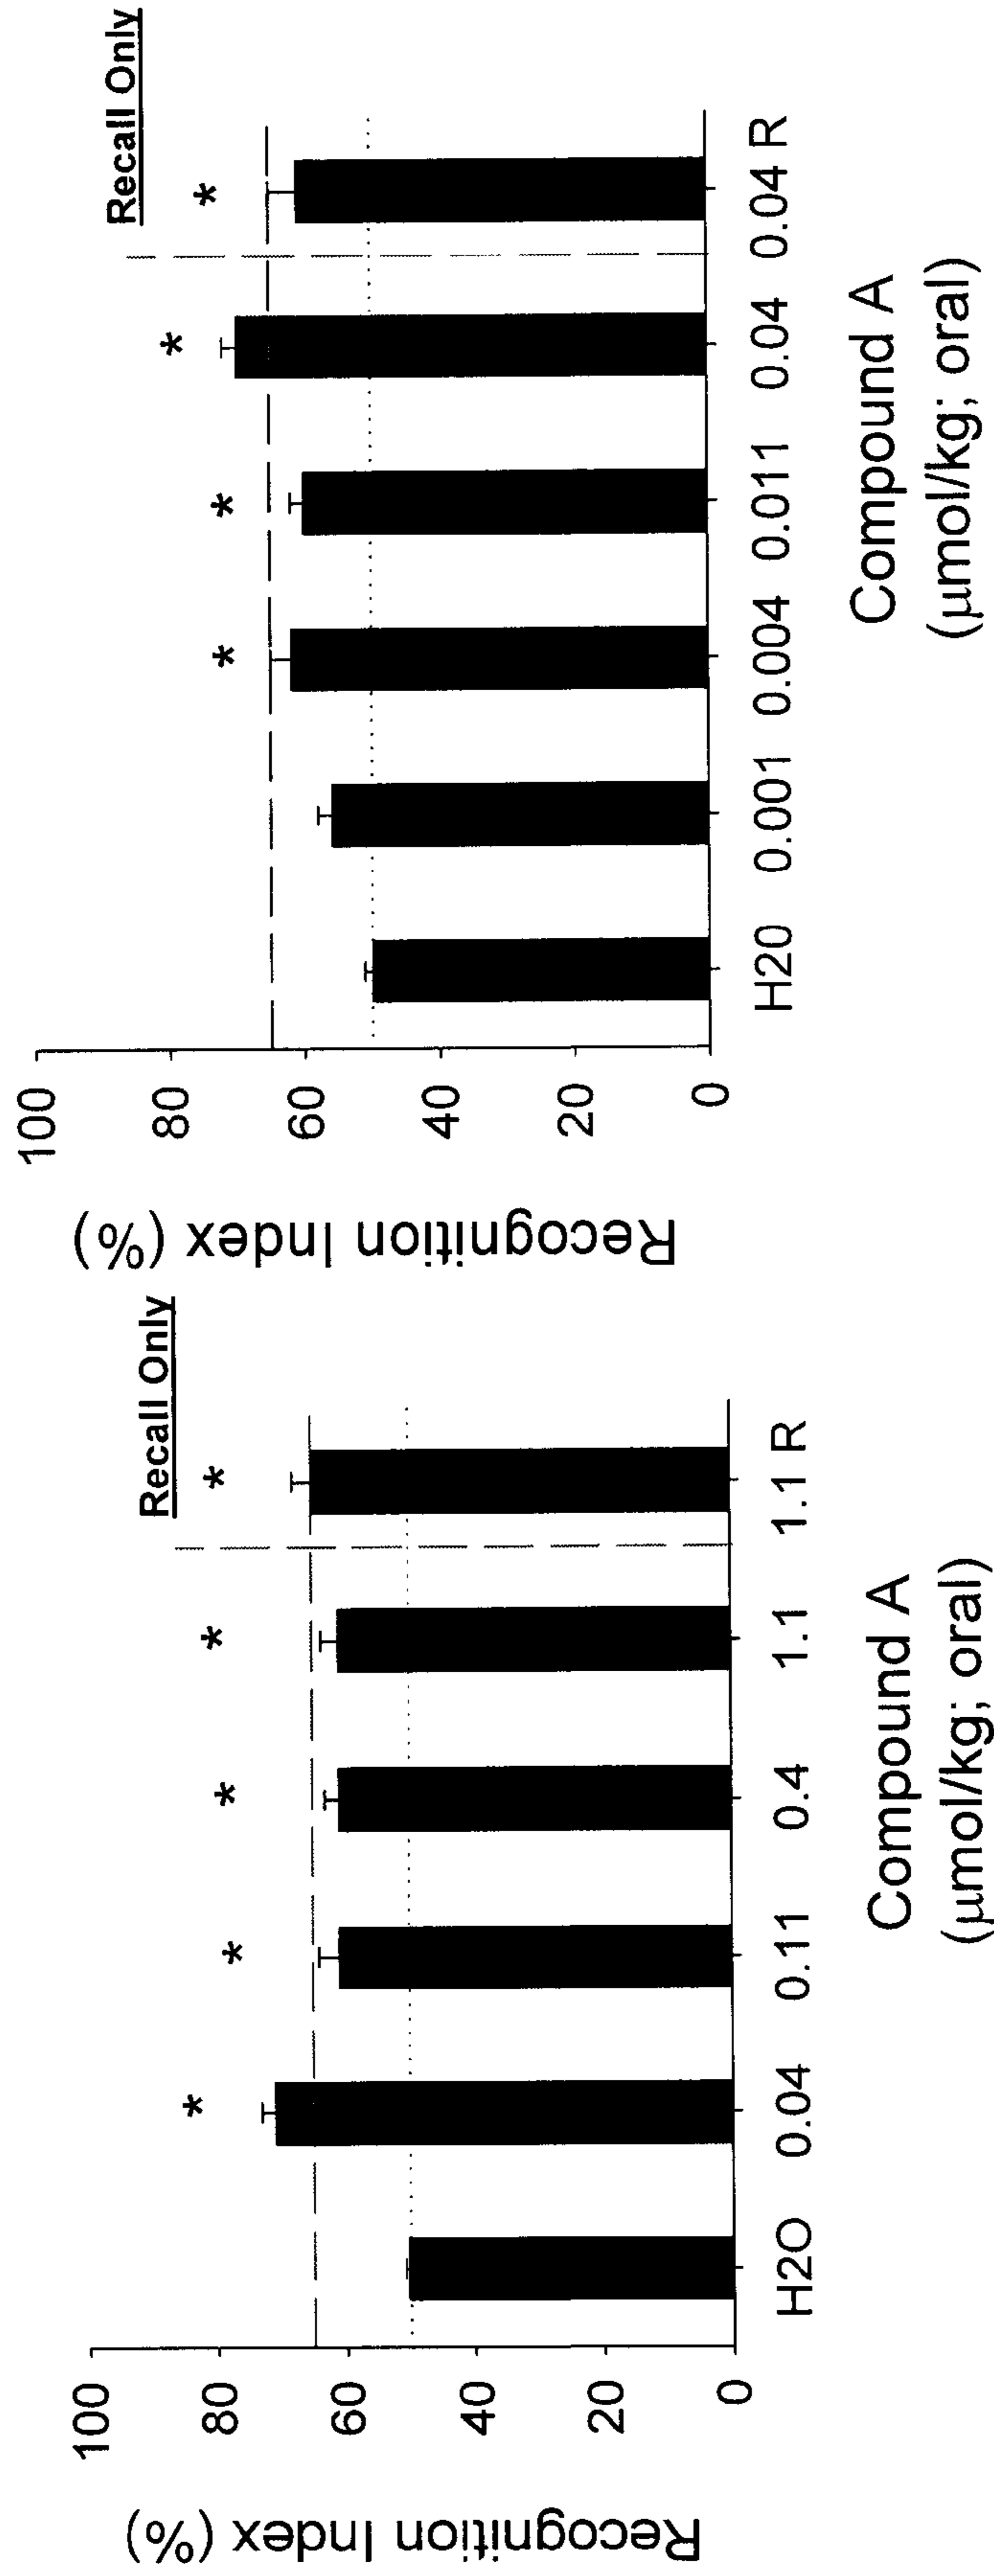 Recognition Index (%)
100
80
60
40
20
0
Recall Only
* * * * *
H2O 0.04 0.11 0.4 1.1 1.1 R
Compound A
(μmol/kg; oral)
Recognition Index (%)
100
80
60
40
20
0
Recall Only
* * * *
H20 0.001 0.004 0.011 0.04 0.04 R
Compound A
(μmol/kg; oral)